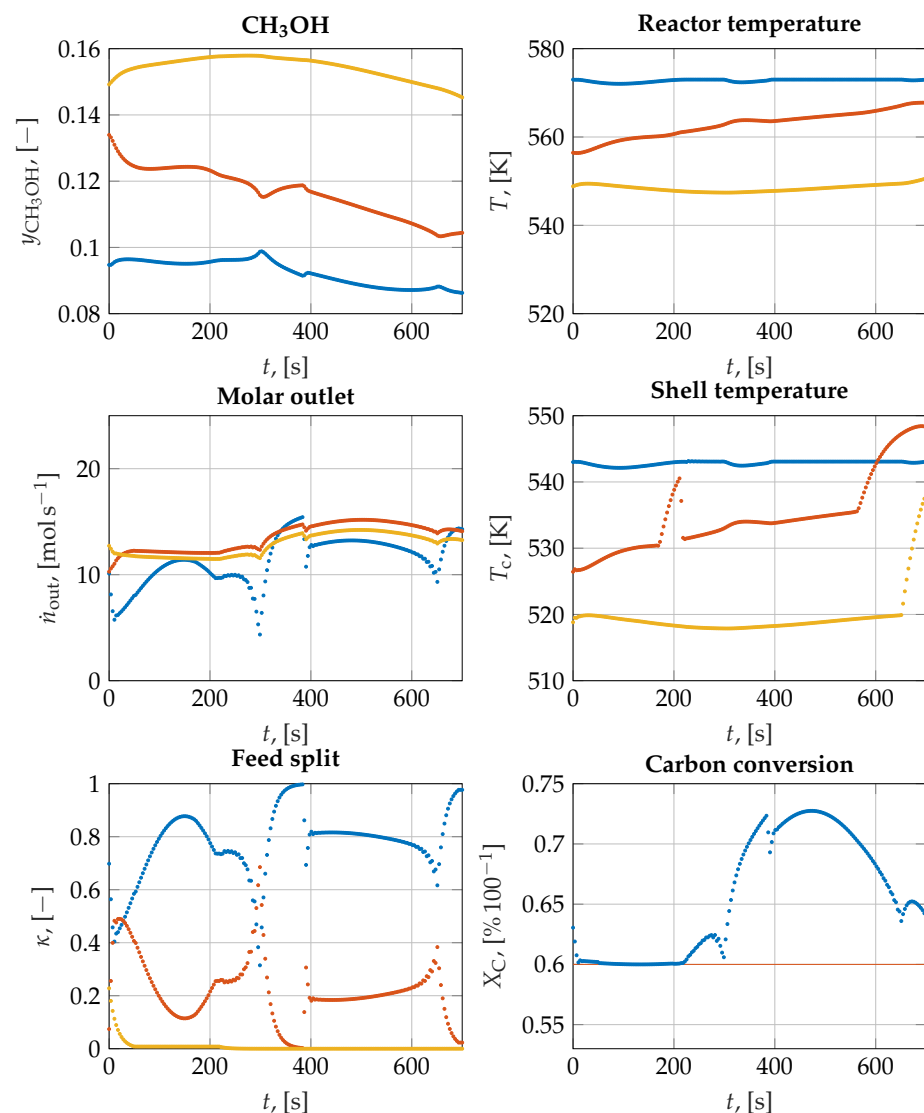 CH₃OH
0.16
0.14
0.12
0.1
0.08
y_CH₃OH, [−]
0 200 400 600
t, [s]
Reactor temperature
580
560
540
520
T, [K]
0 200 400 600
t, [s]
Molar outlet
20
10
0
ṅ_out, [mol s⁻¹]
0 200 400 600
t, [s]
Shell temperature
550
540
530
520
510
T_c, [K]
0 200 400 600
t, [s]
Feed split
1
0.8
0.6
0.4
0.2
0
κ, [−]
0 200 400 600
t, [s]
Carbon conversion
0.75
0.7
0.65
0.6
0.55
X_C, [% 100⁻¹]
0 200 400 600
t, [s]